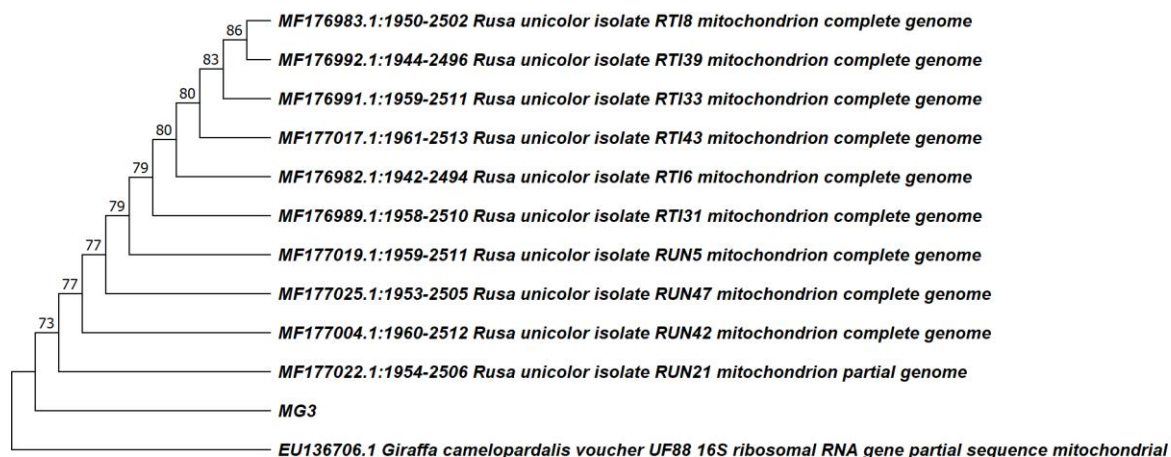 MF176983.1:1950-2502 Rusa unicolor isolate RTI8 mitochondrion complete genome
86
MF176992.1:1944-2496 Rusa unicolor isolate RTI39 mitochondrion complete genome
83
MF176991.1:1959-2511 Rusa unicolor isolate RTI33 mitochondrion complete genome
80
MF177017.1:1961-2513 Rusa unicolor isolate RTI43 mitochondrion complete genome
80
MF176982.1:1942-2494 Rusa unicolor isolate RTI6 mitochondrion complete genome
79
MF176989.1:1958-2510 Rusa unicolor isolate RTI31 mitochondrion complete genome
79
MF177019.1:1959-2511 Rusa unicolor isolate RUN5 mitochondrion complete genome
77
MF177025.1:1953-2505 Rusa unicolor isolate RUN47 mitochondrion complete genome
77
MF177004.1:1960-2512 Rusa unicolor isolate RUN42 mitochondrion complete genome
73
MF177022.1:1954-2506 Rusa unicolor isolate RUN21 mitochondrion partial genome
MG3
EU136706.1 Giraffa camelopardalis voucher UF88 16S ribosomal RNA gene partial sequence mitochondrial